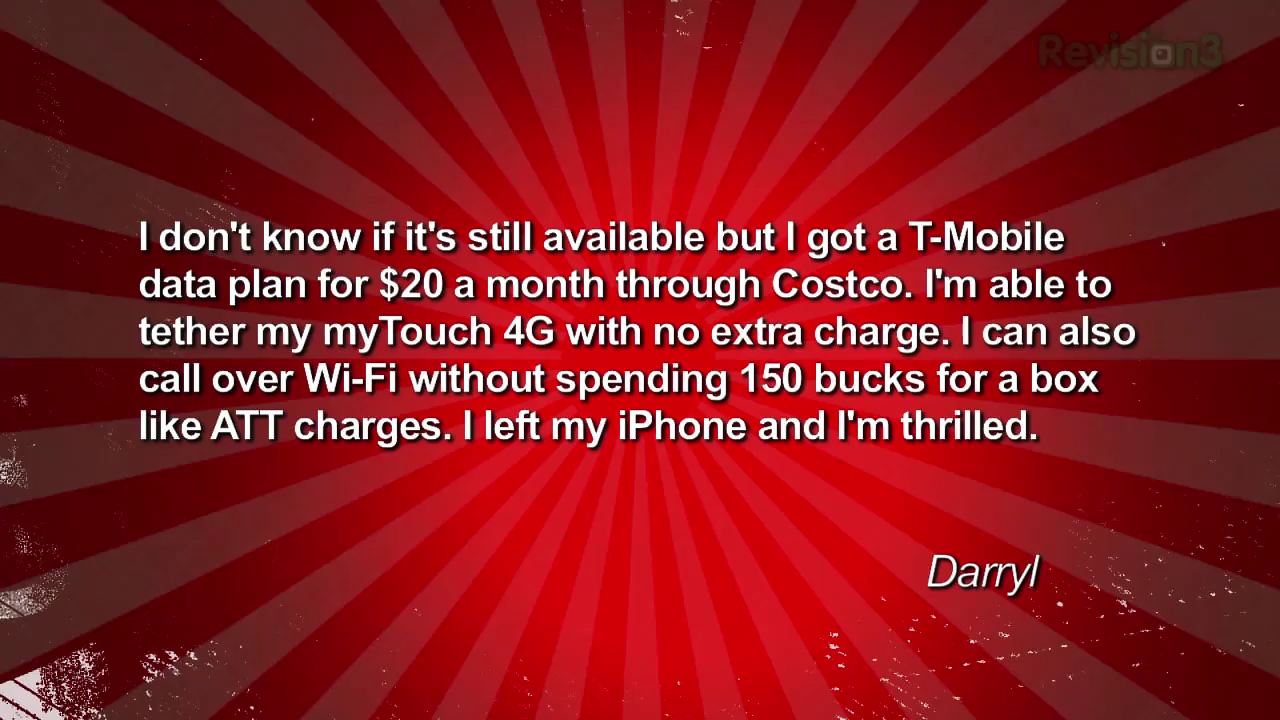 Revision3
I don't know if it's still available but I got a T-Mobile
data plan for $20 a month through Costco. I'm able to
tether my myTouch 4G with no extra charge. I can also
call over Wi-Fi without spending 150 bucks for a box
like ATT charges. I left my iPhone and I'm thrilled.
Darryl